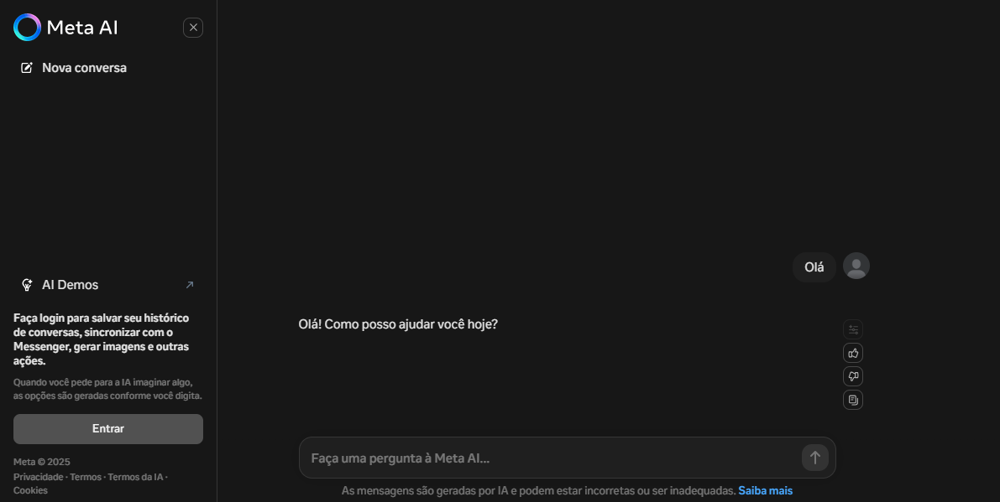 Meta AI
Nova conversa
AI Demos
Faça login para salvar seu histórico
de conversas, sincronizar com o
Messenger, gerar imagens e outras
ações.
Quando você pede para a IA imaginar algo,
as opções são geradas conforme você digita.
Entrar
Meta © 2025
Privacidade · Termos · Termos da IA ·
Cookies
Olá
Olá! Como posso ajudar você hoje?
Faça uma pergunta à Meta AI...
As mensagens são geradas por IA e podem estar incorretas ou ser inadequadas. Saiba mais